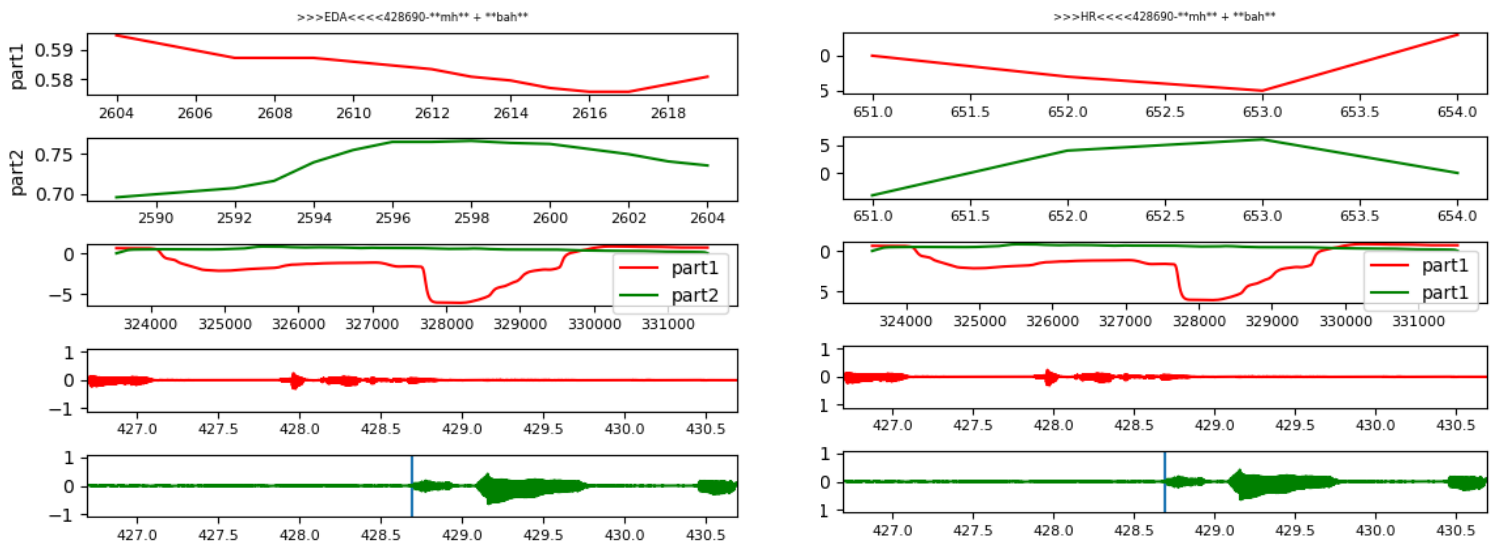 >>>EDA<<<<428690-**mh** + **bah**
part1
0.59
0.58
2604 2606 2608 2610 2612 2614 2616 2618
part2
0.75
0.70
2590 2592 2594 2596 2598 2600 2602 2604
0
−5
part1
part2
324000 325000 326000 327000 328000 329000 330000 331000
1
0
−1
427.0 427.5 428.0 428.5 429.0 429.5 430.0 430.5
1
0
−1
427.0 427.5 428.0 428.5 429.0 429.5 430.0 430.5
>>>HR<<<<428690-**mh** + **bah**
0
5
651.0 651.5 652.0 652.5 653.0 653.5 654.0
5
0
651.0 651.5 652.0 652.5 653.0 653.5 654.0
0
5
part1
part1
324000 325000 326000 327000 328000 329000 330000 331000
1
0
1
427.0 427.5 428.0 428.5 429.0 429.5 430.0 430.5
1
0
1
427.0 427.5 428.0 428.5 429.0 429.5 430.0 430.5